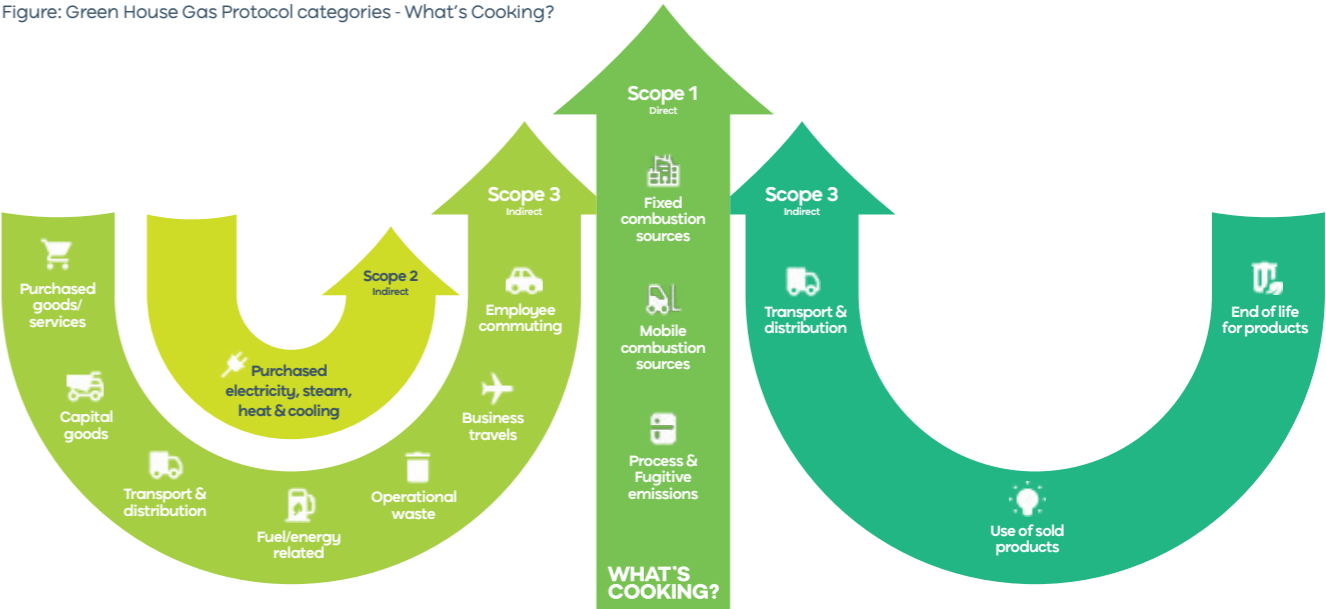 Figure: Green House Gas Protocol categories - What's Cooking?
Purchased
goods/
services
Capital
goods
Transport &
distribution
Fuel/energy
related
Operational
waste
Business
travels
Employee
commuting
Scope 3
Indirect
Purchased
electricity, steam,
heat & cooling
Scope 2
Indirect
Scope 1
Direct
Fixed
combustion
sources
Mobile
combustion
sources
Process &
Fugitive
emissions
WHAT'S
COOKING?
Scope 3
Indirect
Transport &
distribution
Use of sold
products
End of life
for products